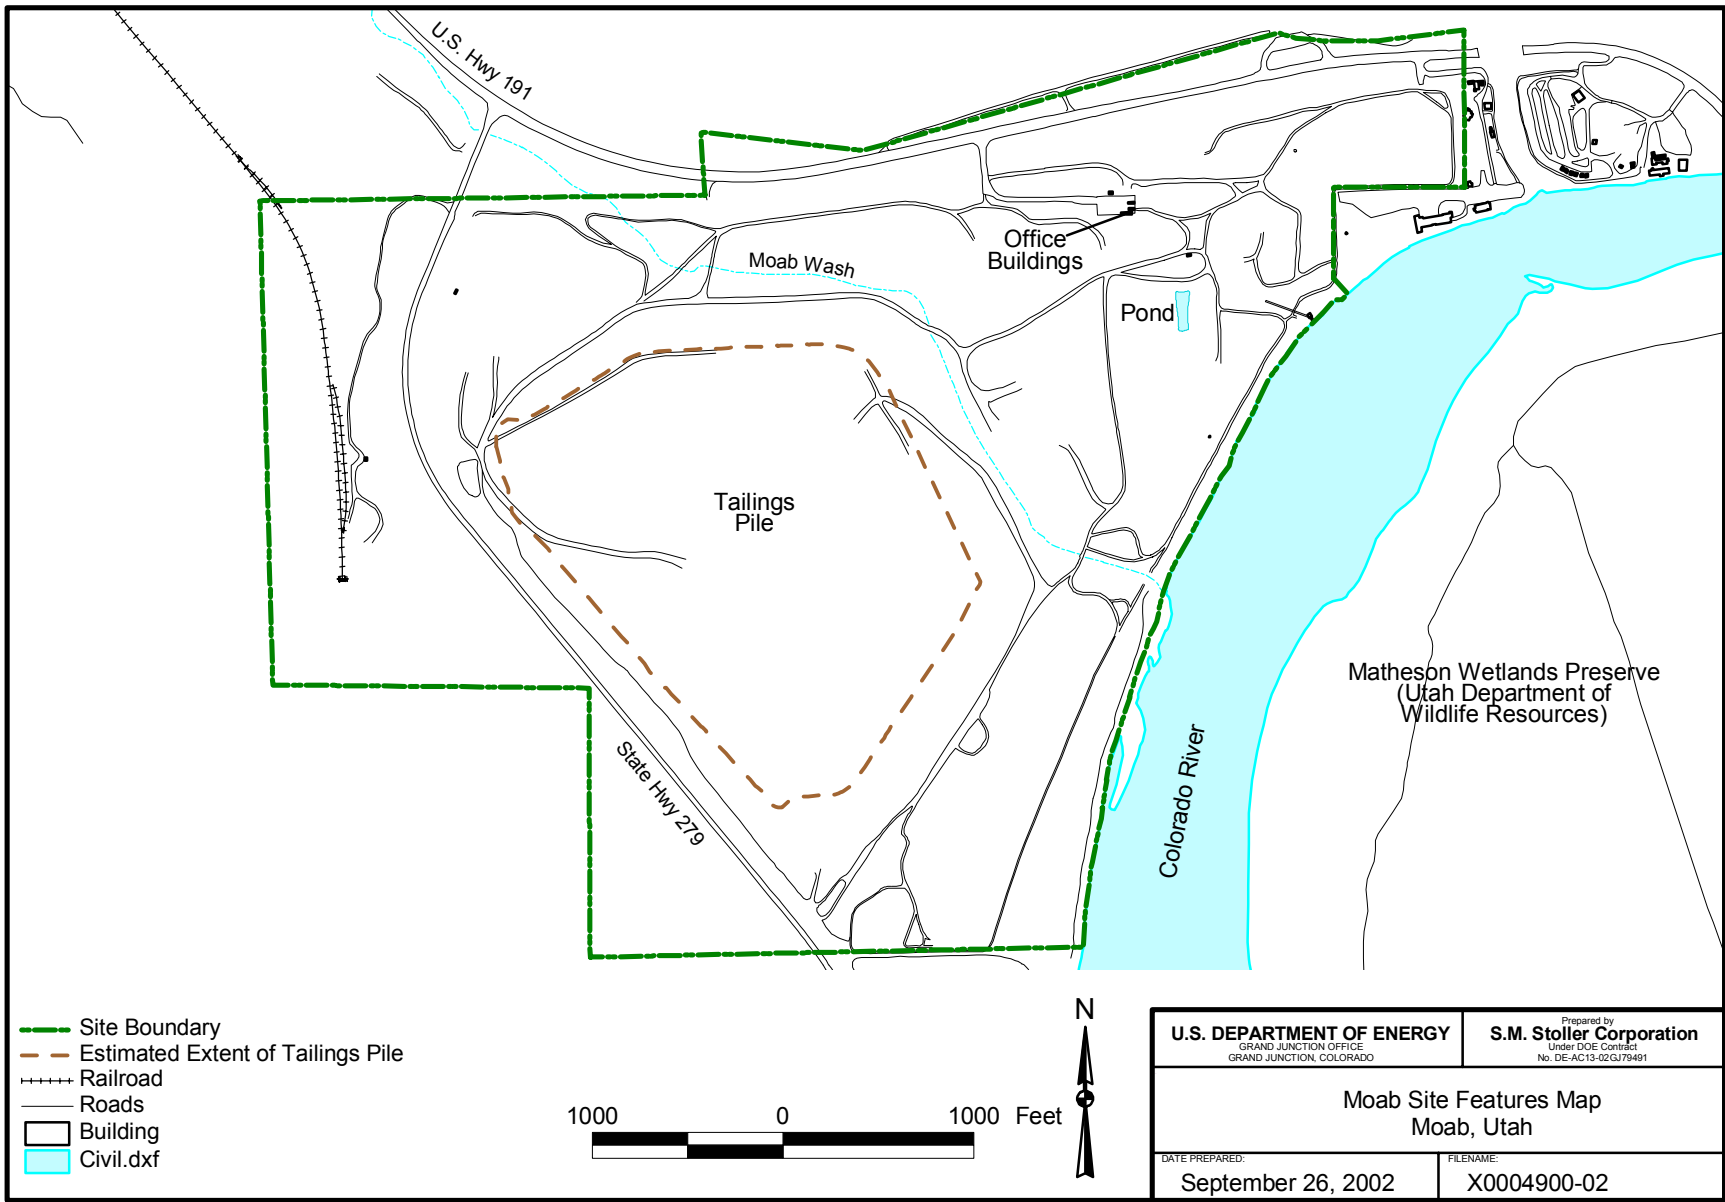 U.S. Hwy 191
Moab Wash
Office
Buildings
Pond
Tailings
Pile
State Hwy 279
Colorado River
Matheson Wetlands Preserve
(Utah Department of
Wildlife Resources)
Site Boundary
Estimated Extent of Tailings Pile
Railroad
Roads
Building
Civil.dxf
1000 0 1000 Feet
N
U.S. DEPARTMENT OF ENERGY
GRAND JUNCTION OFFICE
GRAND JUNCTION, COLORADO
Prepared by
S.M. Stoller Corporation
Under DOE Contract
No. DE-AC13-02GJ79491
Moab Site Features Map
Moab, Utah
DATE PREPARED:
September 26, 2002
FILENAME:
X0004900-02